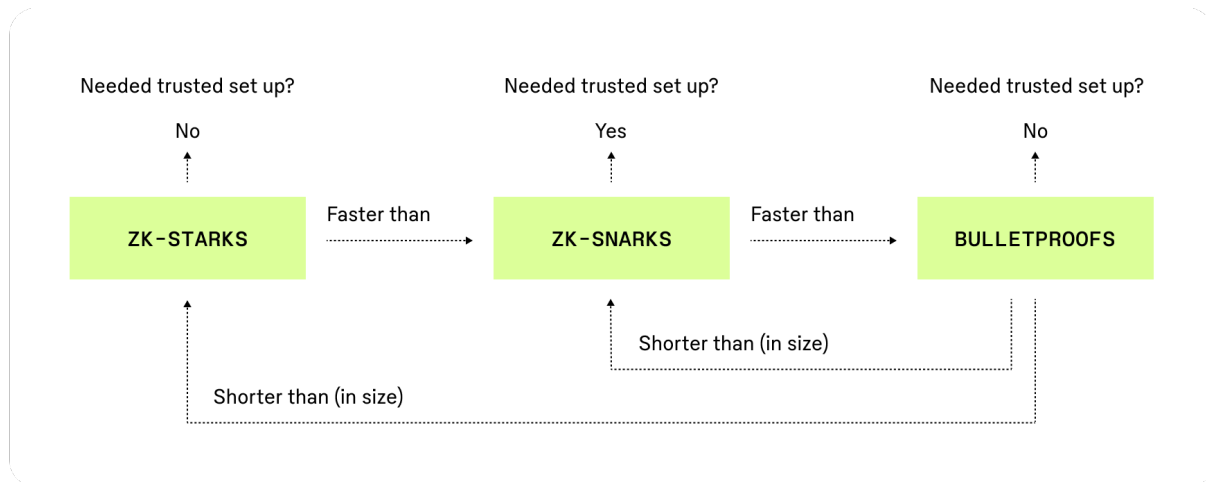 Needed trusted set up?
Needed trusted set up?
Needed trusted set up?
No
Yes
No
ZK-STARKS
Faster than
ZK-SNARKS
Faster than
BULLETPROOFS
Shorter than (in size)
Shorter than (in size)